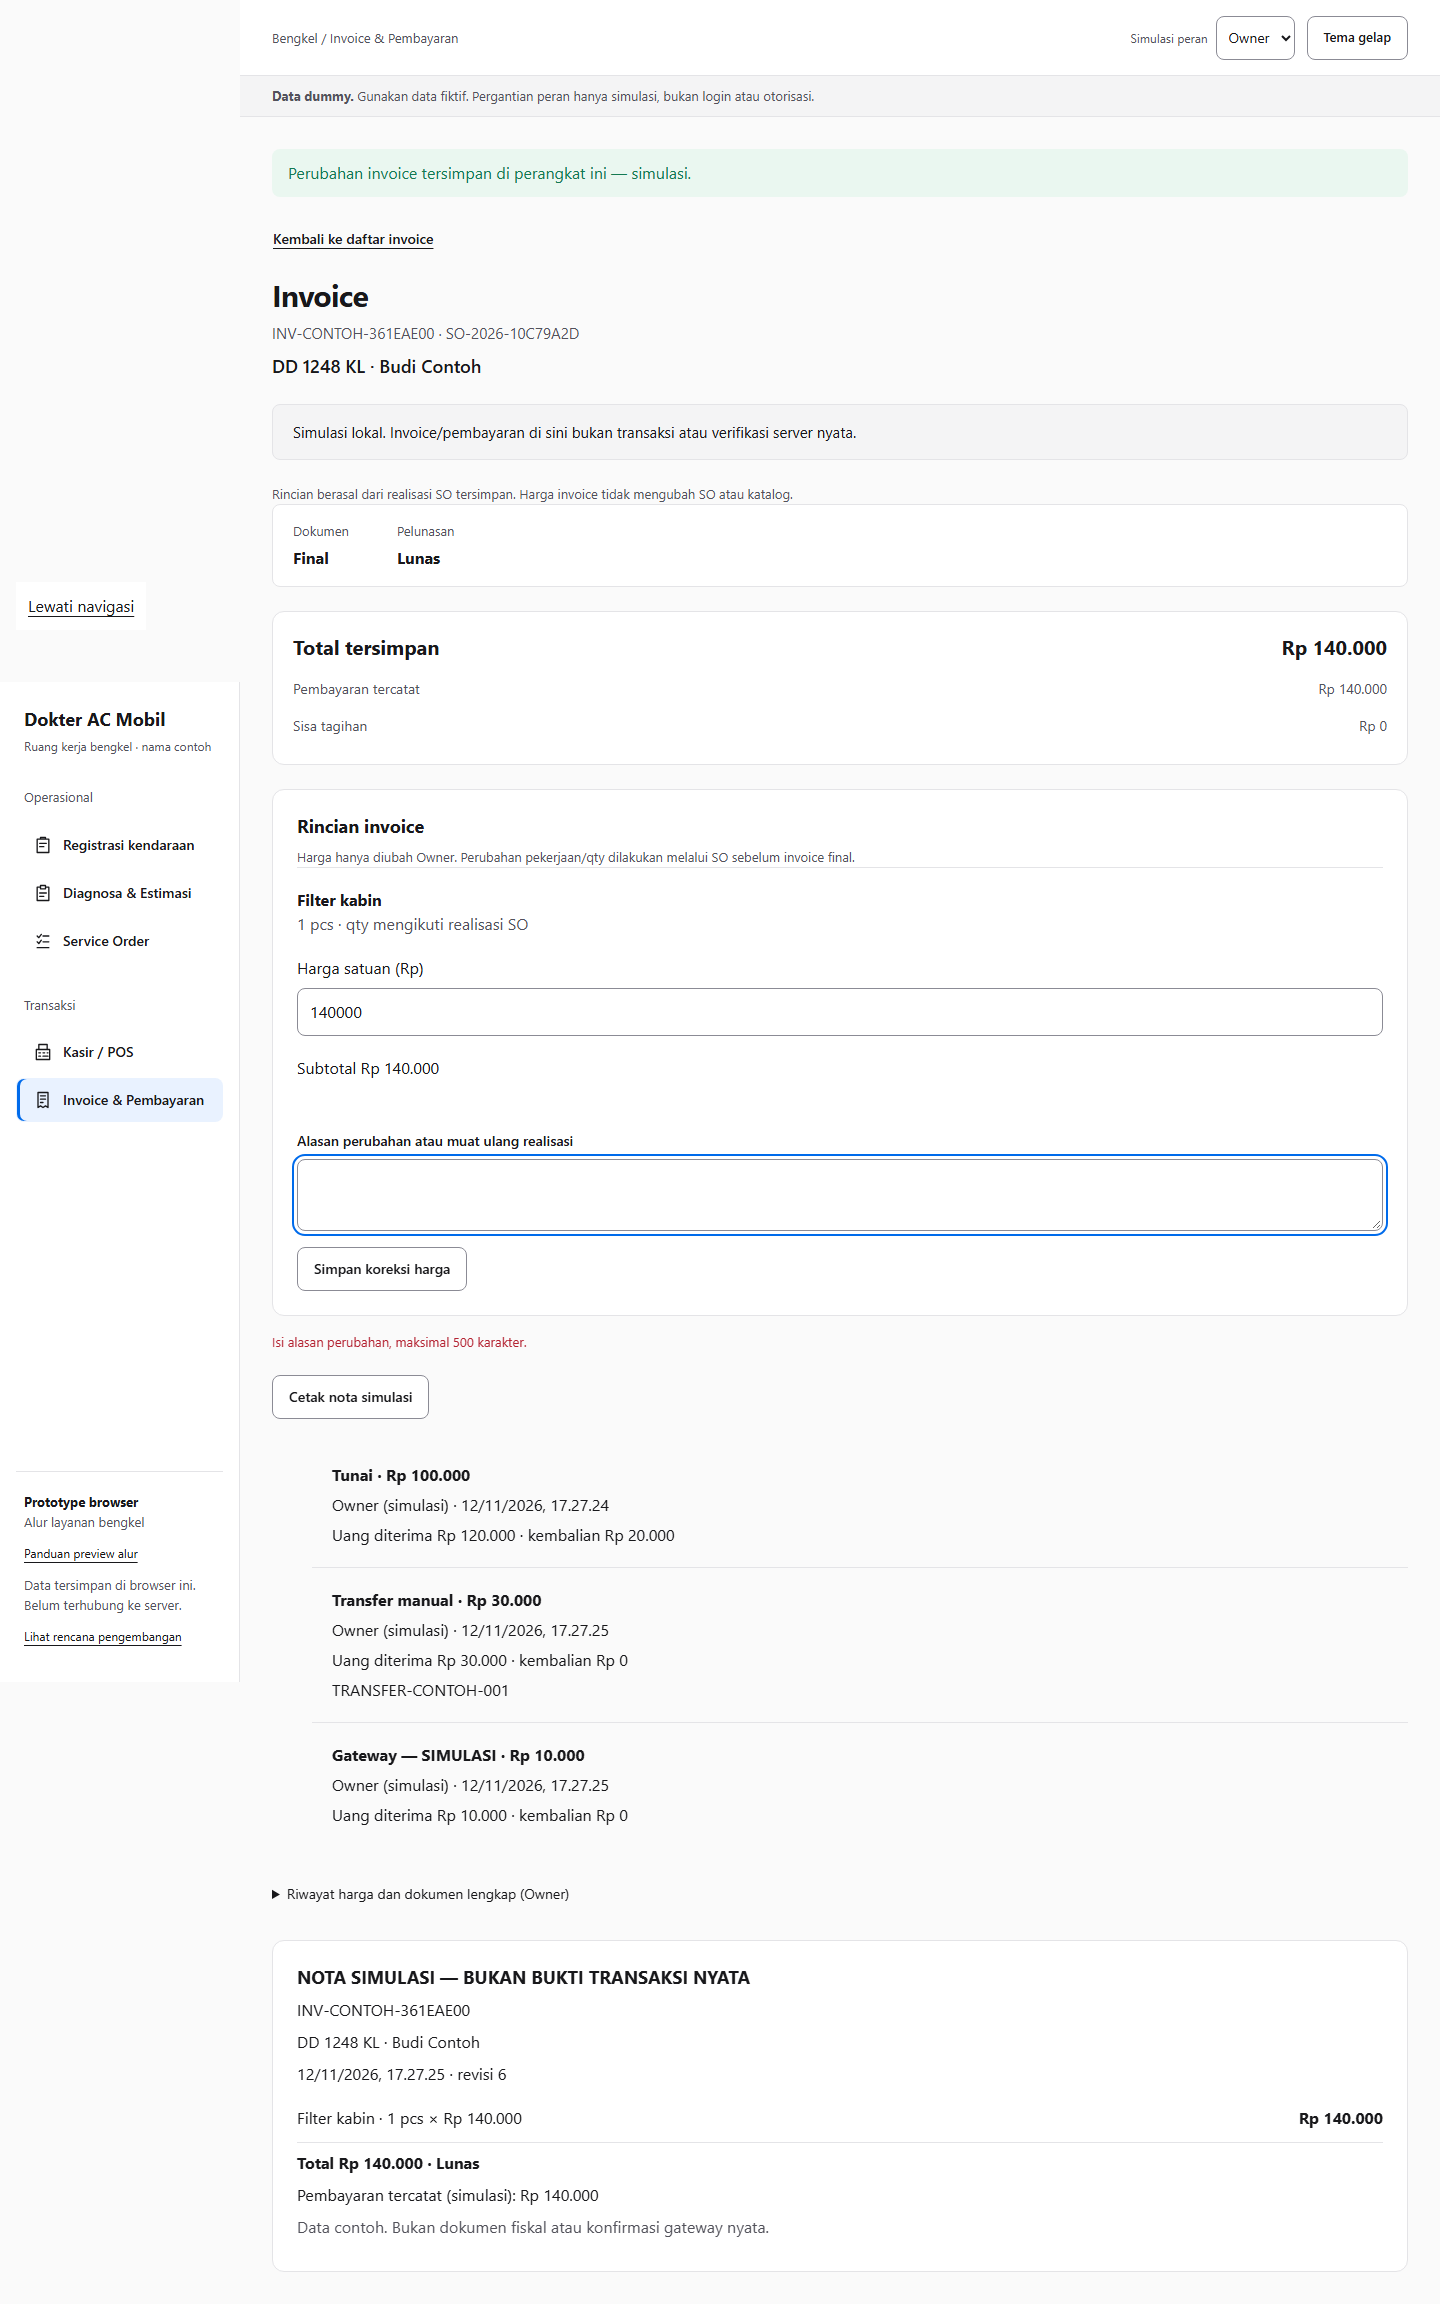 Bengkel / Invoice & Pembayaran
Simulasi peran
Owner
Tema gelap
Data dummy. Gunakan data fiktif. Pergantian peran hanya simulasi, bukan login atau otorisasi.
Perubahan invoice tersimpan di perangkat ini — simulasi.
Kembali ke daftar invoice
Invoice
INV-CONTOH-361EAE00 · SO-2026-10C79A2D
DD 1248 KL · Budi Contoh
Simulasi lokal. Invoice/pembayaran di sini bukan transaksi atau verifikasi server nyata.
Rincian berasal dari realisasi SO tersimpan. Harga invoice tidak mengubah SO atau katalog.
Dokumen
Final
Pelunasan
Lunas
Total tersimpan
Rp 140.000
Pembayaran tercatat
Rp 140.000
Sisa tagihan
Rp 0
Rincian invoice
Harga hanya diubah Owner. Perubahan pekerjaan/qty dilakukan melalui SO sebelum invoice final.
Filter kabin
1 pcs · qty mengikuti realisasi SO
Harga satuan (Rp)
140000
Subtotal Rp 140.000
Alasan perubahan atau muat ulang realisasi
Simpan koreksi harga
Isi alasan perubahan, maksimal 500 karakter.
Cetak nota simulasi
Tunai · Rp 100.000
Owner (simulasi) · 12/11/2026, 17.27.24
Uang diterima Rp 120.000 · kembalian Rp 20.000
Transfer manual · Rp 30.000
Owner (simulasi) · 12/11/2026, 17.27.25
Uang diterima Rp 30.000 · kembalian Rp 0
TRANSFER-CONTOH-001
Gateway — SIMULASI · Rp 10.000
Owner (simulasi) · 12/11/2026, 17.27.25
Uang diterima Rp 10.000 · kembalian Rp 0
Riwayat harga dan dokumen lengkap (Owner)
NOTA SIMULASI — BUKAN BUKTI TRANSAKSI NYATA
INV-CONTOH-361EAE00
DD 1248 KL · Budi Contoh
12/11/2026, 17.27.25 · revisi 6
Filter kabin · 1 pcs × Rp 140.000
Rp 140.000
Total Rp 140.000 · Lunas
Pembayaran tercatat (simulasi): Rp 140.000
Data contoh. Bukan dokumen fiskal atau konfirmasi gateway nyata.
Lewati navigasi
Dokter AC Mobil
Ruang kerja bengkel · nama contoh
Operasional
Registrasi kendaraan
Diagnosa & Estimasi
Service Order
Transaksi
Kasir / POS
Invoice & Pembayaran
Prototype browser
Alur layanan bengkel
Panduan preview alur
Data tersimpan di browser ini.
Belum terhubung ke server.
Lihat rencana pengembangan